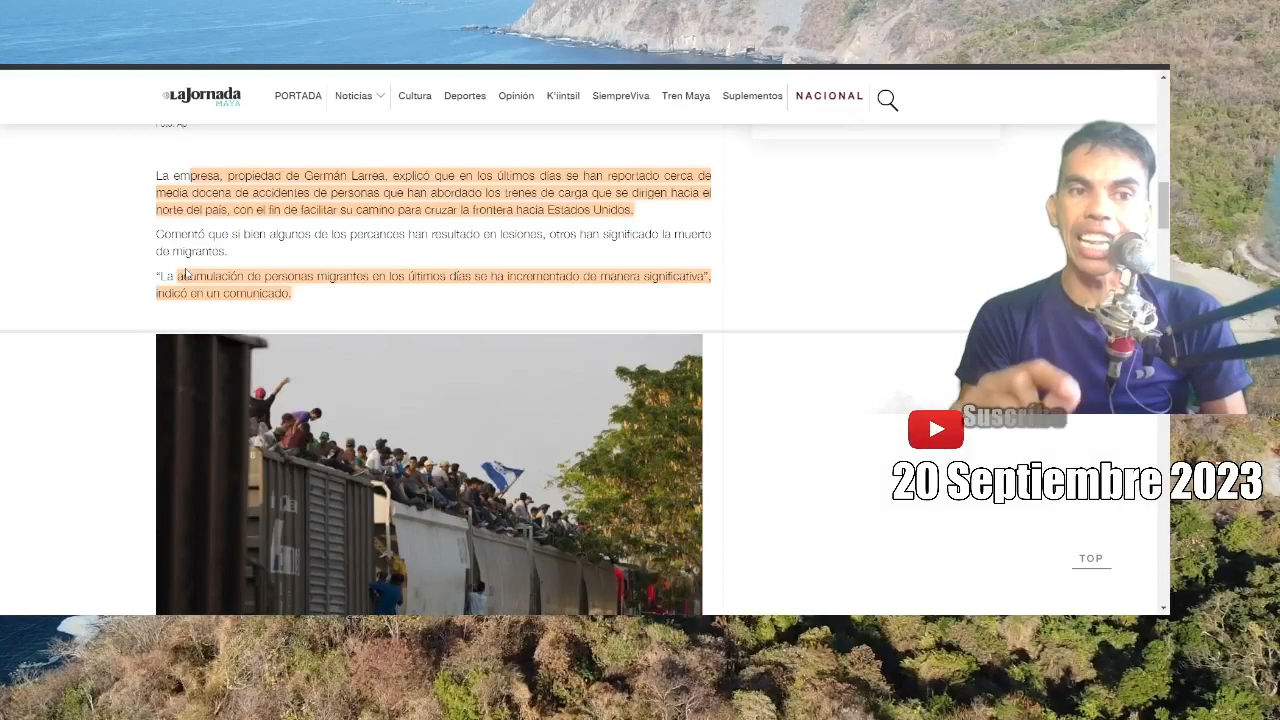 LaJornada
MAYA
PORTADA Noticias Cultura Deportes Opinión K'iintsil SiempreViva Tren Maya Suplementos NACIONAL
La empresa, propiedad de Germán Larrea, explicó que en los últimos días se han reportado cerca de
media docena de accidentes de personas que han abordado los trenes de carga que se dirigen hacia el
norte del país, con el fin de facilitar su camino para cruzar la frontera hacia Estados Unidos.
Comentó que si bien algunos de los percances han resultado en lesiones, otros han significado la muerte
de migrantes.
“La acumulación de personas migrantes en los últimos días se ha incrementado de manera significativa”,
indicó en un comunicado.
Suscribe
20 Septiembre 2023
TOP